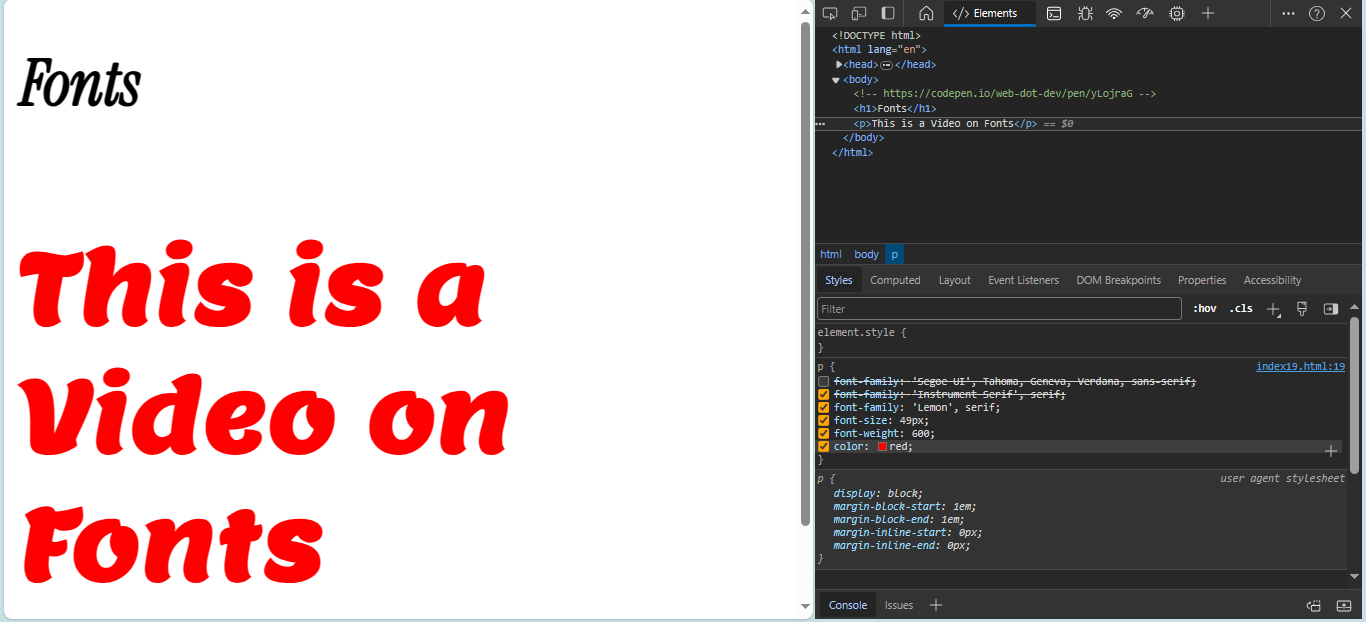 Fonts
This is a
Video on
Fonts
Elements
<!DOCTYPE html>
<html lang="en">
<head> ··· </head>
<body>
<!-- https://codepen.io/web-dot-dev/pen/yLojraG -->
<h1>Fonts</h1>
<p>This is a Video on Fonts</p> == $0
</body>
</html>
html body p
Styles Computed Layout Event Listeners DOM Breakpoints Properties Accessibility
Filter :hov .cls
element.style {
}
p { index19.html:19
font-family: 'Segoe UI', Tahoma, Geneva, Verdana, sans-serif;
font-family: 'Instrument Serif', serif;
font-family: 'Lemon', serif;
font-size: 49px;
font-weight: 600;
color: red;
}
p { user agent stylesheet
display: block;
margin-block-start: 1em;
margin-block-end: 1em;
margin-inline-start: 0px;
margin-inline-end: 0px;
}
Console Issues